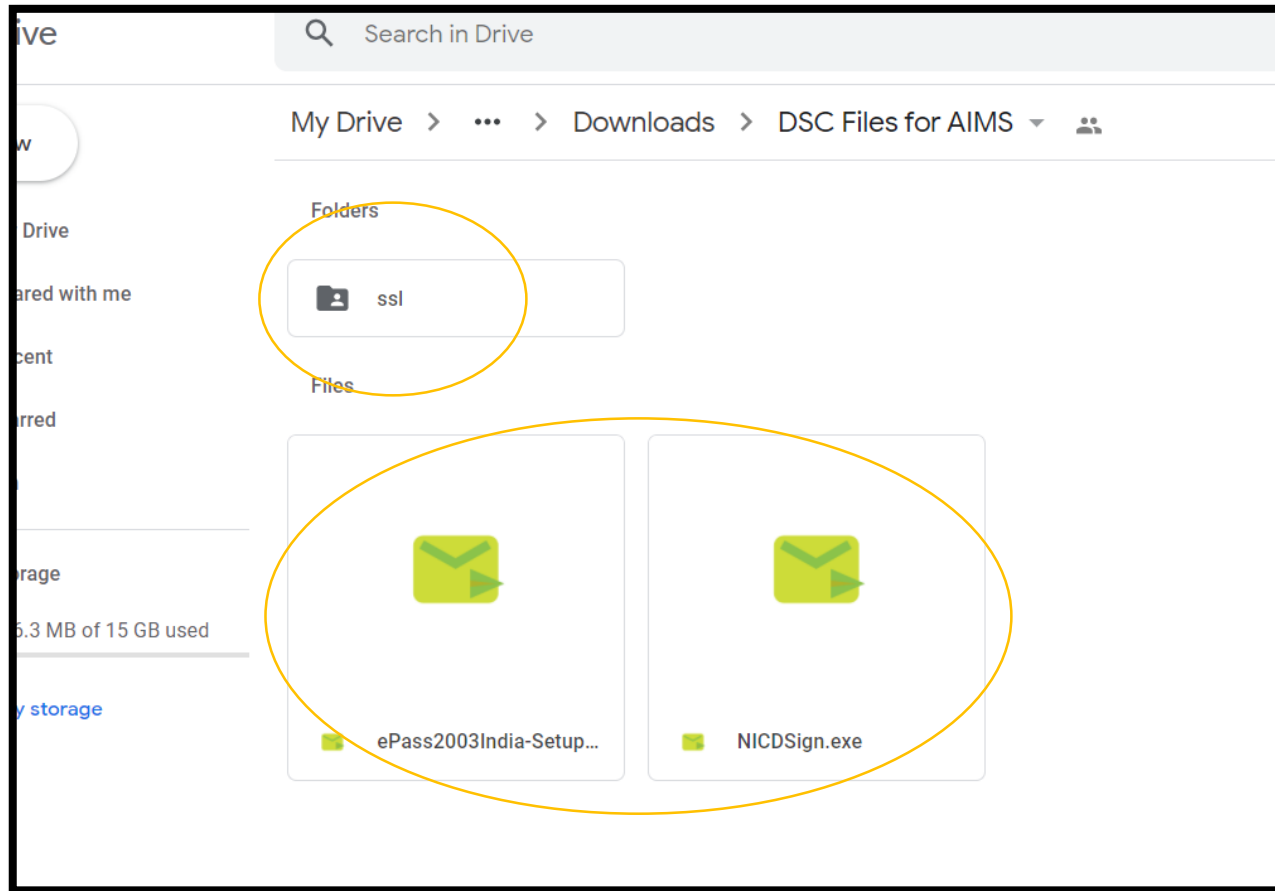 ive
Search in Drive
My Drive > ••• > Downloads > DSC Files for AIMS
w
Drive
ared with me
cent
rred
orage
6.3 MB of 15 GB used
y storage
Folders
ssl
Files
ePass2003India-Setup...
NICDSign.exe